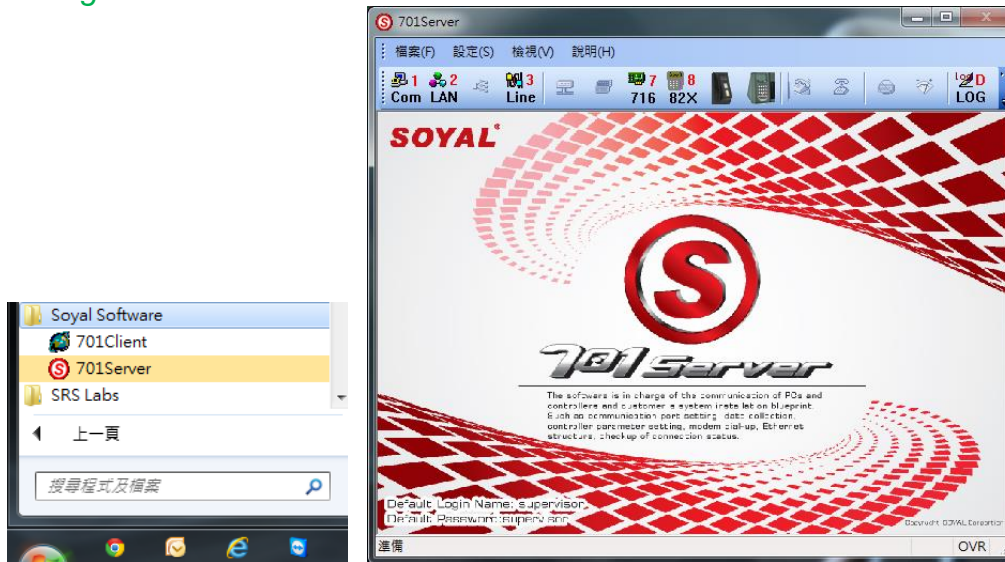 701Server
檔案(F) 設定(S) 檢視(V) 說明(H)
1 2 3 7 8 D
Com LAN Line 716 82X LOG
SOYAL
S
701Server
The software is in charge of the communication of PCs and
controllers and customer's system installation blueprint.
Such as communication port setting, data collection,
controller parameter setting, modem dial-up, Ethernet
structure, checkup of connection status.
Default Login Name: supervisor
Default Password:supervisor
Copyright SOYAL Corportion
準備 OVR
Soyal Software
701Client
701Server
SRS Labs
上一頁
搜尋程式及檔案